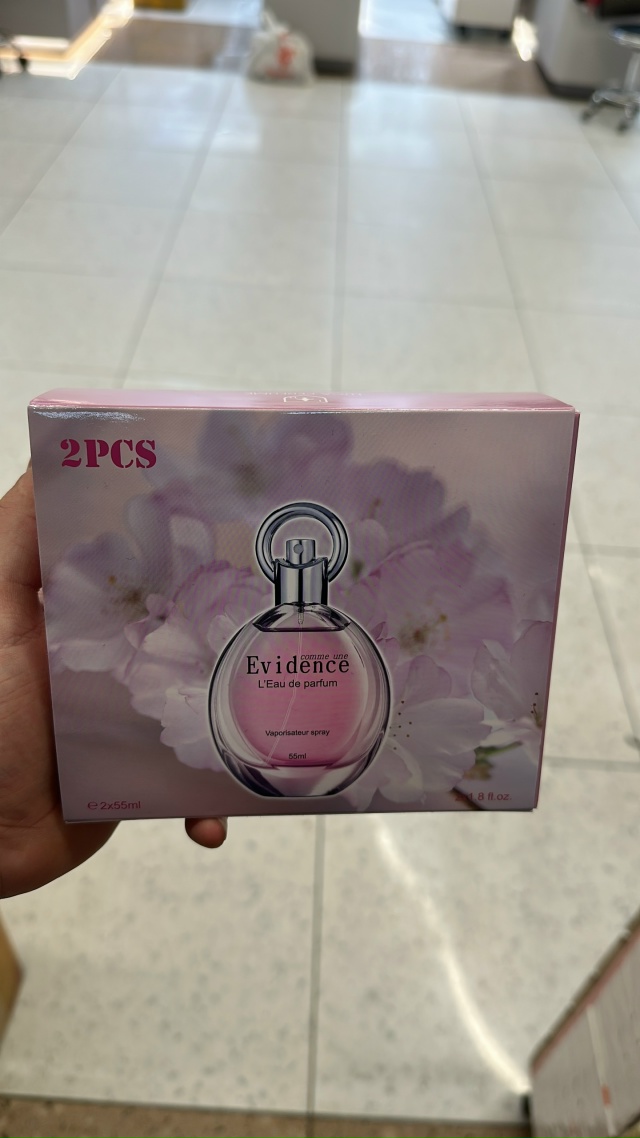 2PCS
comme une
Evidence
L'Eau de parfum
Vaporisateur spray
55ml
℮ 2x55ml
1.8 fl.oz.